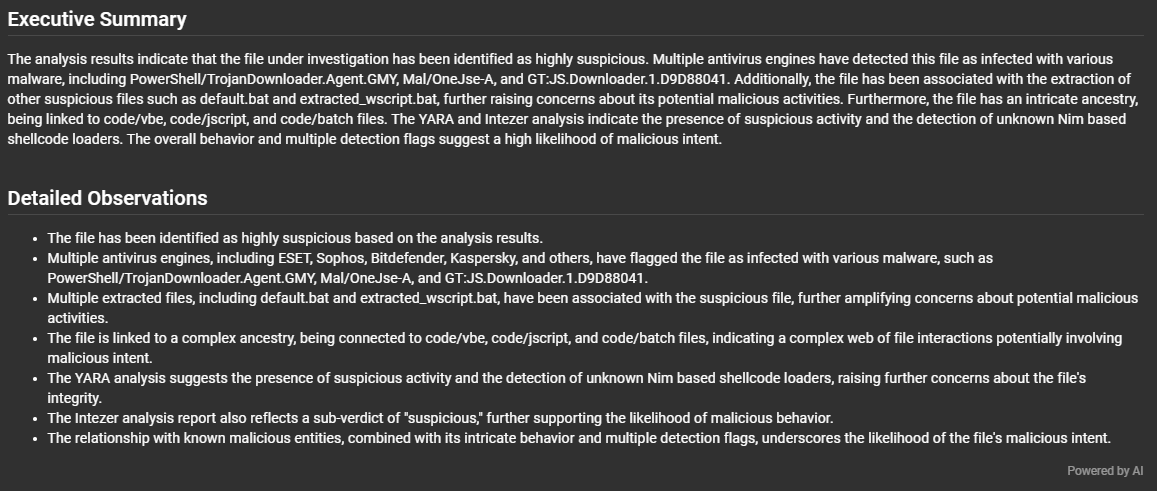 Executive Summary
The analysis results indicate that the file under investigation has been identified as highly suspicious. Multiple antivirus engines have detected this file as infected with various
malware, including PowerShell/TrojanDownloader.Agent.GMY, Mal/OneJse-A, and GT:JS.Downloader.1.D9D88041. Additionally, the file has been associated with the extraction of
other suspicious files such as default.bat and extracted_wscript.bat, further raising concerns about its potential malicious activities. Furthermore, the file has an intricate ancestry,
being linked to code/vbe, code/jscript, and code/batch files. The YARA and Intezer analysis indicate the presence of suspicious activity and the detection of unknown Nim based
shellcode loaders. The overall behavior and multiple detection flags suggest a high likelihood of malicious intent.
Detailed Observations
• The file has been identified as highly suspicious based on the analysis results.
• Multiple antivirus engines, including ESET, Sophos, Bitdefender, Kaspersky, and others, have flagged the file as infected with various malware, such as
PowerShell/TrojanDownloader.Agent.GMY, Mal/OneJse-A, and GT:JS.Downloader.1.D9D88041.
• Multiple extracted files, including default.bat and extracted_wscript.bat, have been associated with the suspicious file, further amplifying concerns about potential malicious
activities.
• The file is linked to a complex ancestry, being connected to code/vbe, code/jscript, and code/batch files, indicating a complex web of file interactions potentially involving
malicious intent.
• The YARA analysis suggests the presence of suspicious activity and the detection of unknown Nim based shellcode loaders, raising further concerns about the file's
integrity.
• The Intezer analysis report also reflects a sub-verdict of "suspicious," further supporting the likelihood of malicious behavior.
• The relationship with known malicious entities, combined with its intricate behavior and multiple detection flags, underscores the likelihood of the file's malicious intent.
Powered by AI